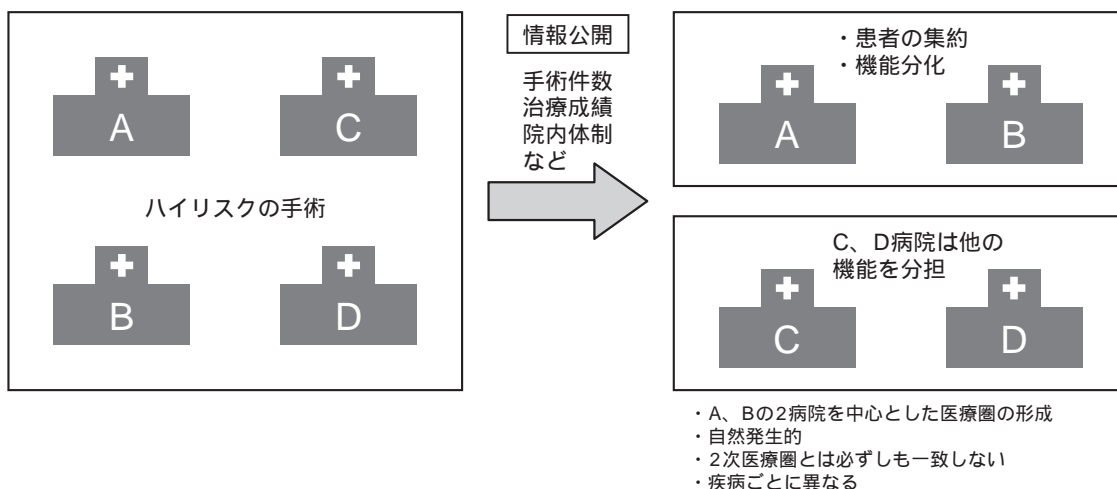 A
C
ハイリスクの手術
B
D
情報公開
手術件数
治療成績
院内体制
など
・患者の集約
・機能分化
A
B
C、D病院は他の
機能を分担
C
D
・A、Bの2病院を中心とした医療圏の形成
・自然発生的
・2次医療圏とは必ずしも一致しない
・疾病ごとに異なる